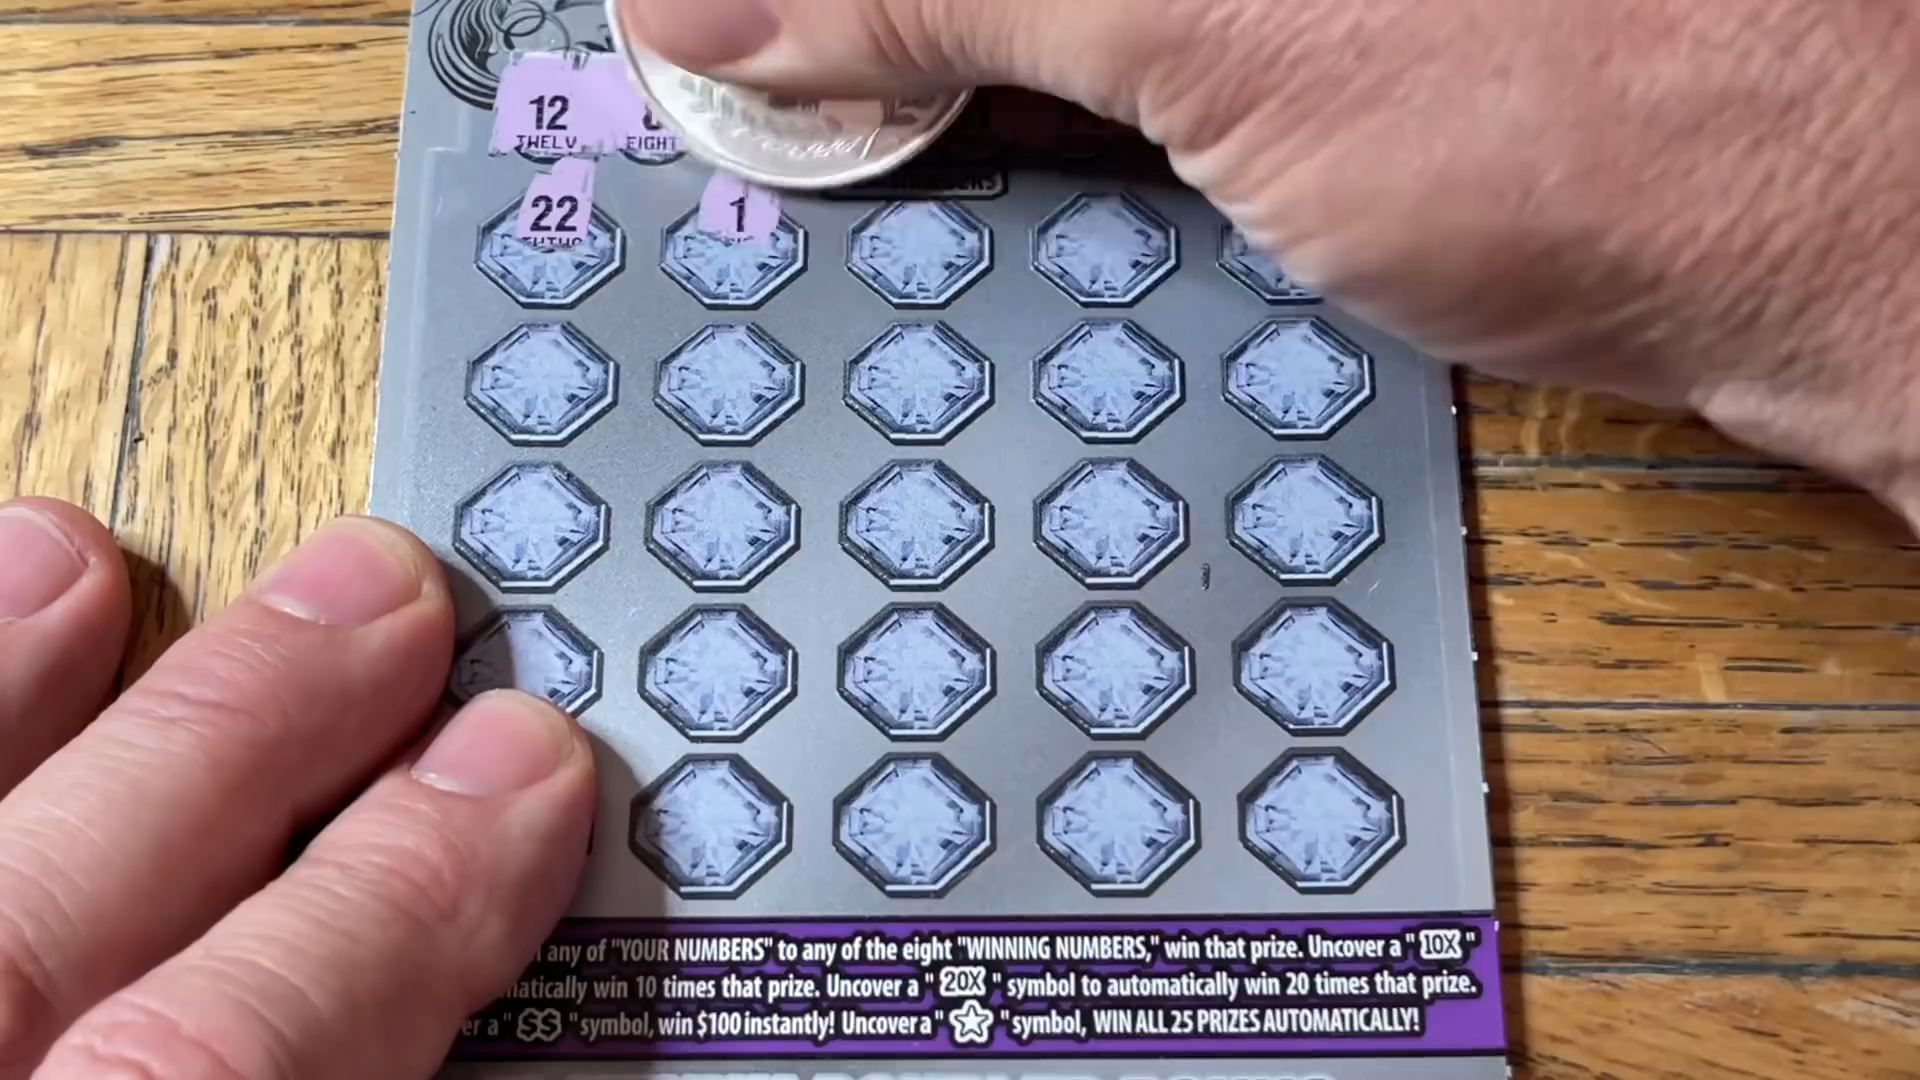 12
THELV EIGHT
22 1
any of "YOUR NUMBERS" to any of the eight "WINNING NUMBERS," win that prize. Uncover a " 10X "
win 10 times that prize. Uncover a " 20X " symbol to automatically win 20 times that prize.
a " $$ " symbol, win $100 instantly! Uncover a " " symbol, WIN ALL 25 PRIZES AUTOMATICALLY!